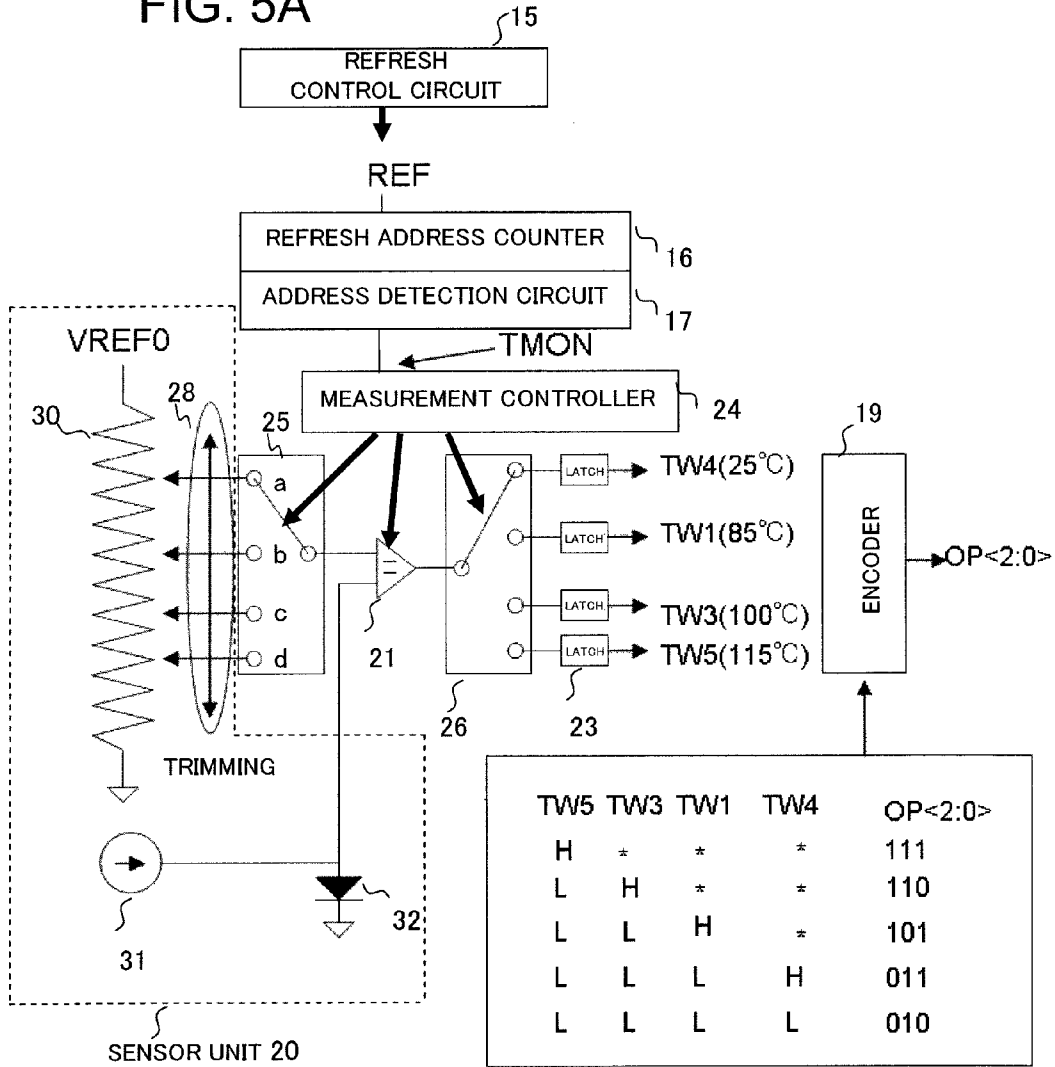 FIG. 5A
15
REFRESH
CONTROL CIRCUIT
REF
REFRESH ADDRESS COUNTER
16
ADDRESS DETECTION CIRCUIT
17
VREF0
TMON
MEASUREMENT CONTROLLER
24
30
28
25
19
a
b
c
d
=
21
26
LATCH
TW4(25℃)
LATCH
TW1(85℃)
LATCH
TW3(100℃)
LATCH
TW5(115℃)
23
ENCODER
OP<2:0>
TRIMMING
31
32
SENSOR UNIT 20
TW5 TW3 TW1 TW4 OP<2:0>
H * * * 111
L H * * 110
L L H * 101
L L L H 011
L L L L 010